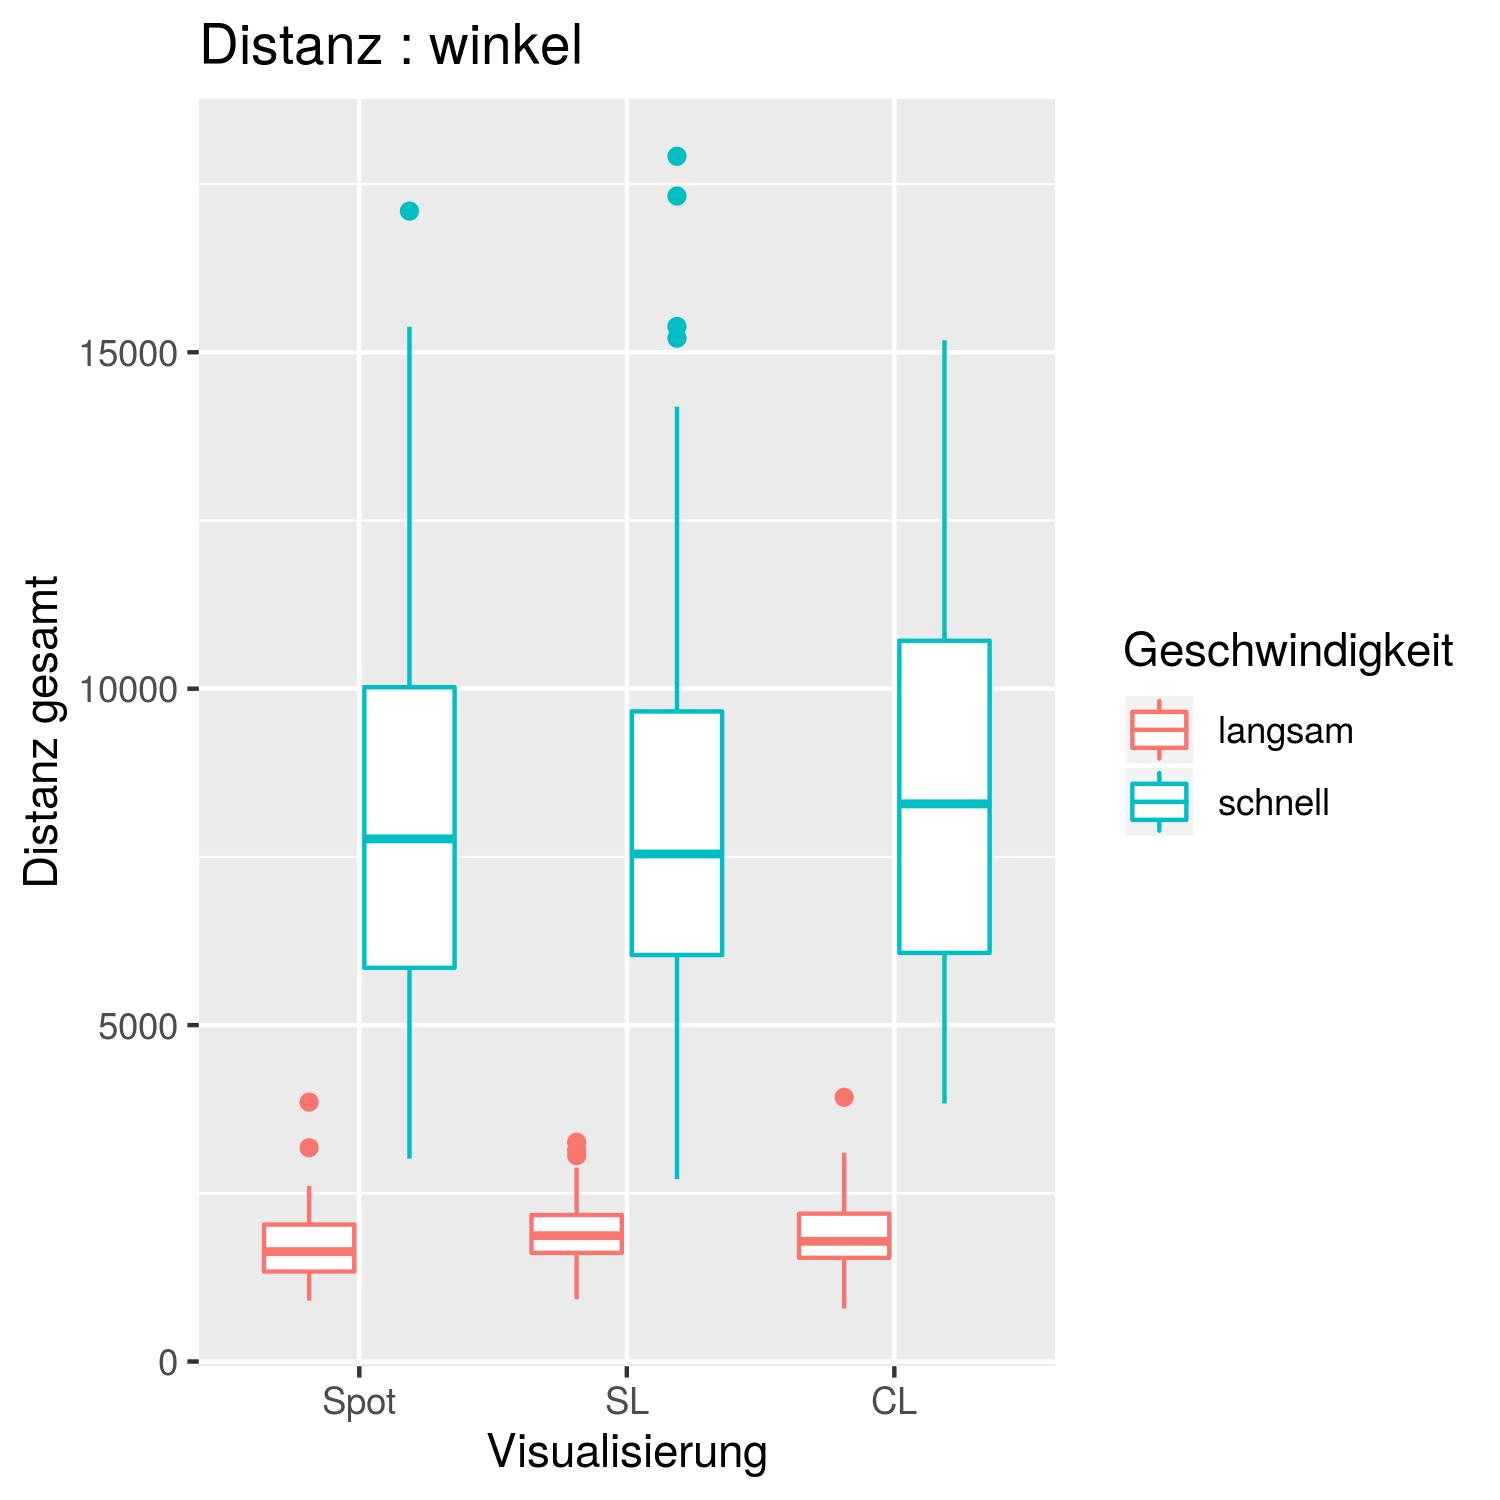 Distanz : winkel
Distanz gesamt
15000
10000
5000
0
Spot
SL
CL
Visualisierung
Geschwindigkeit
langsam
schnell